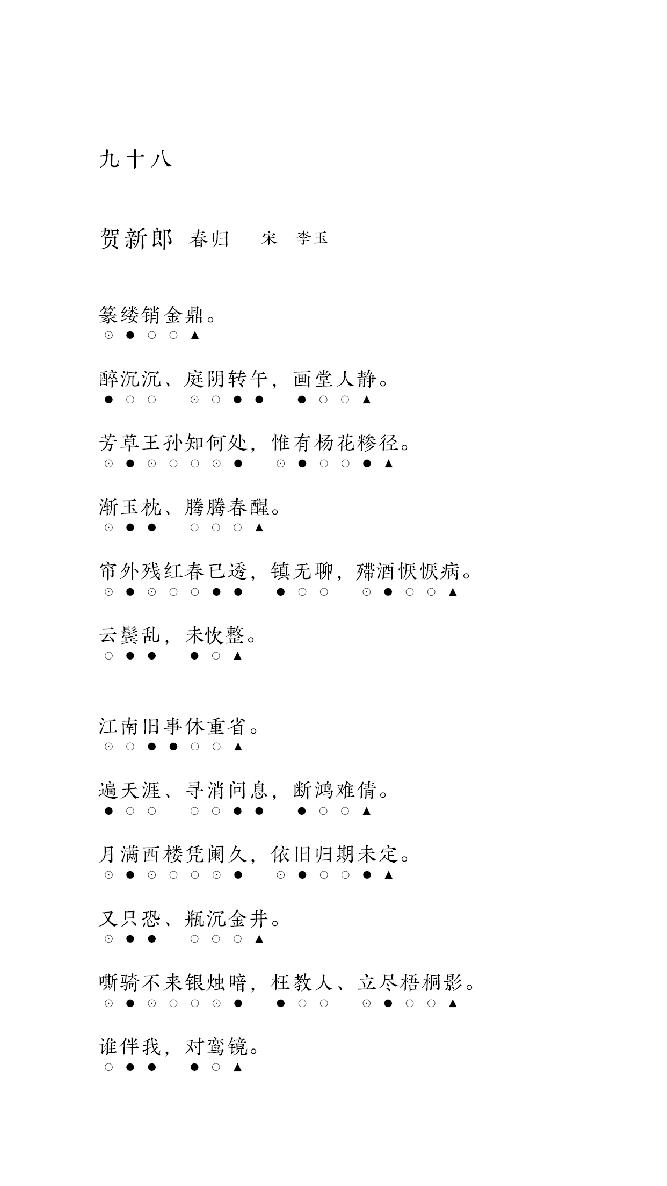 九十八
贺新郎 春归 宋 李玉
篆缕销金鼎。
醉沉沉、庭阴转午，画堂人静。
芳草王孙知何处，惟有杨花糁径。
渐玉枕、腾腾春醒。
帘外残红春已透，镇无聊，殢酒恹恹病。
云鬓乱，未忺整。
江南旧事休重省。
遍天涯、寻消问息，断鸿难倩。
月满西楼凭阑久，依旧归期未定。
又只恐、瓶沉金井。
嘶骑不来银烛暗，枉教人、立尽梧桐影。
谁伴我，对鸾镜。